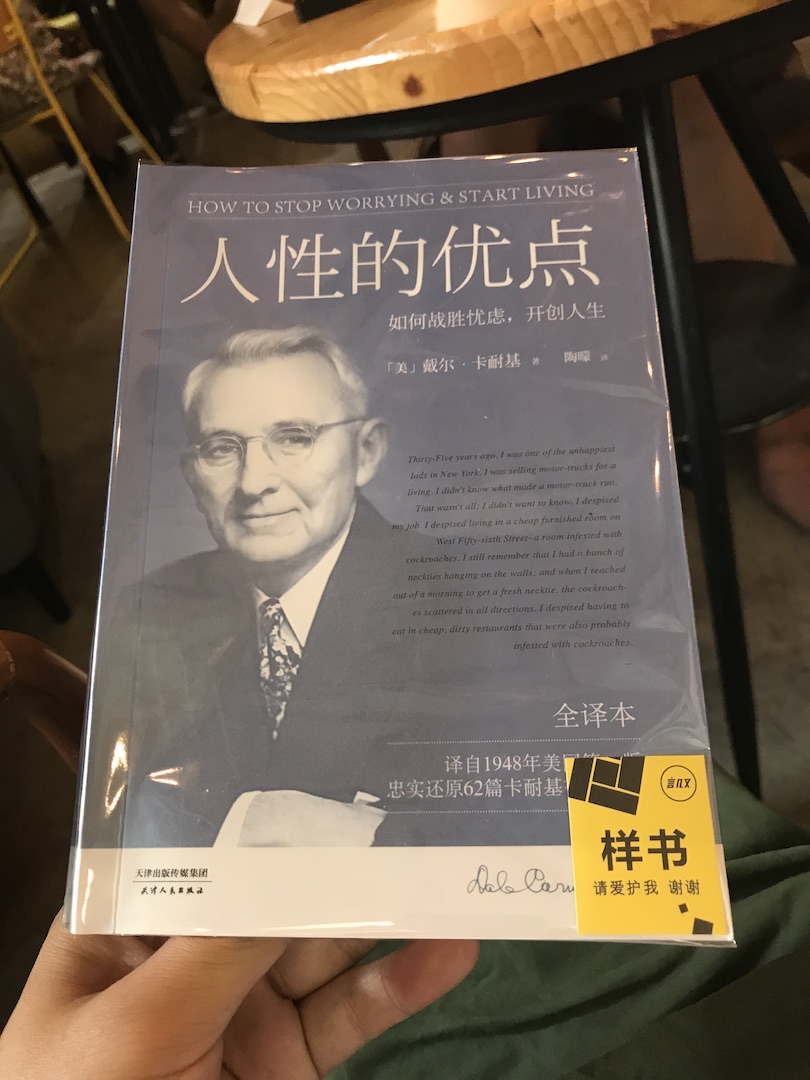 HOW TO STOP WORRYING & START LIVING
人性的优点
如何战胜忧虑，开创人生
「美」戴尔·卡耐基 著 陶曚 译
Thirty-Five years ago, I was one of the unhappiest
lads in New York. I was selling motor-trucks for a
living. I didn't know what made a motor-truck run.
That wasn't all: I didn't want to know. I despized
my job. I despized living in a cheap furnished room on
West Fifty-sixth Street–a room infested with
cockroaches. I still remember that I had a bunch of
neckties hanging on the walls; and when I reached
out of a morning to get a fresh necktie, the cockroach-
es scattered in all directions. I despized having to
eat in cheap, dirty restaurants that were also probably
infested with cockroaches.
...
全译本
译自1948年美国第
忠实还原62篇卡耐基
言几又
样书
请爱护我 谢谢
天津出版传媒集团
天津人民出版社
Dale Carn